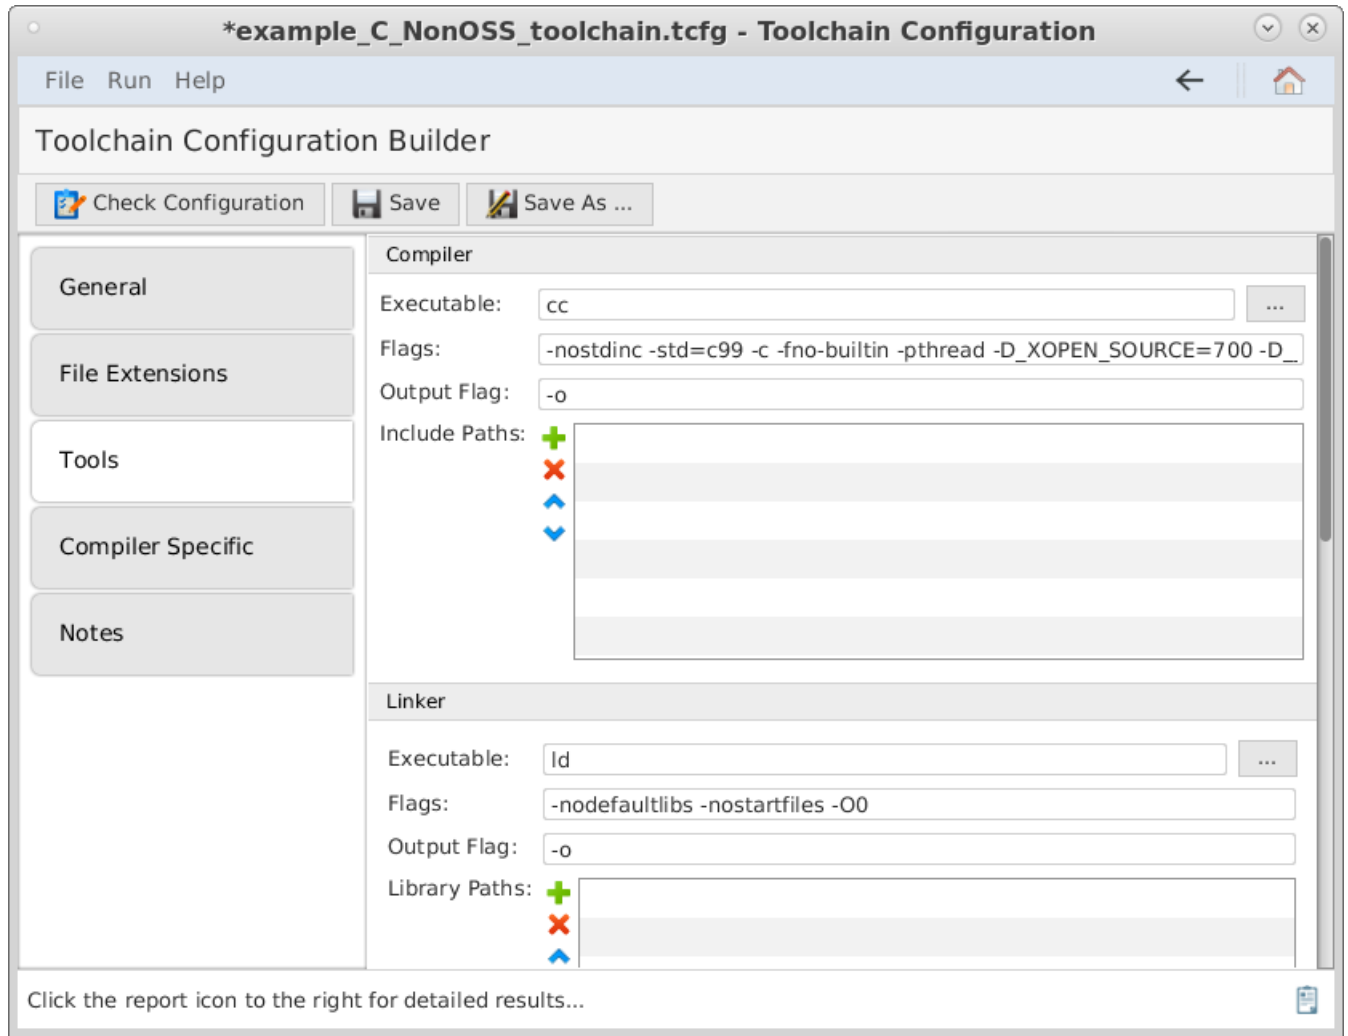 *example_C_NonOSS_toolchain.tcfg - Toolchain Configuration
File Run Help
Toolchain Configuration Builder
Check Configuration Save Save As ...
General
File Extensions
Tools
Compiler Specific
Notes
Compiler
Executable: cc ...
Flags: -nostdinc -std=c99 -c -fno-builtin -pthread -D_XOPEN_SOURCE=700 -D_
Output Flag: -o
Include Paths:
Linker
Executable: ld ...
Flags: -nodefaultlibs -nostartfiles -O0
Output Flag: -o
Library Paths:
Click the report icon to the right for detailed results...